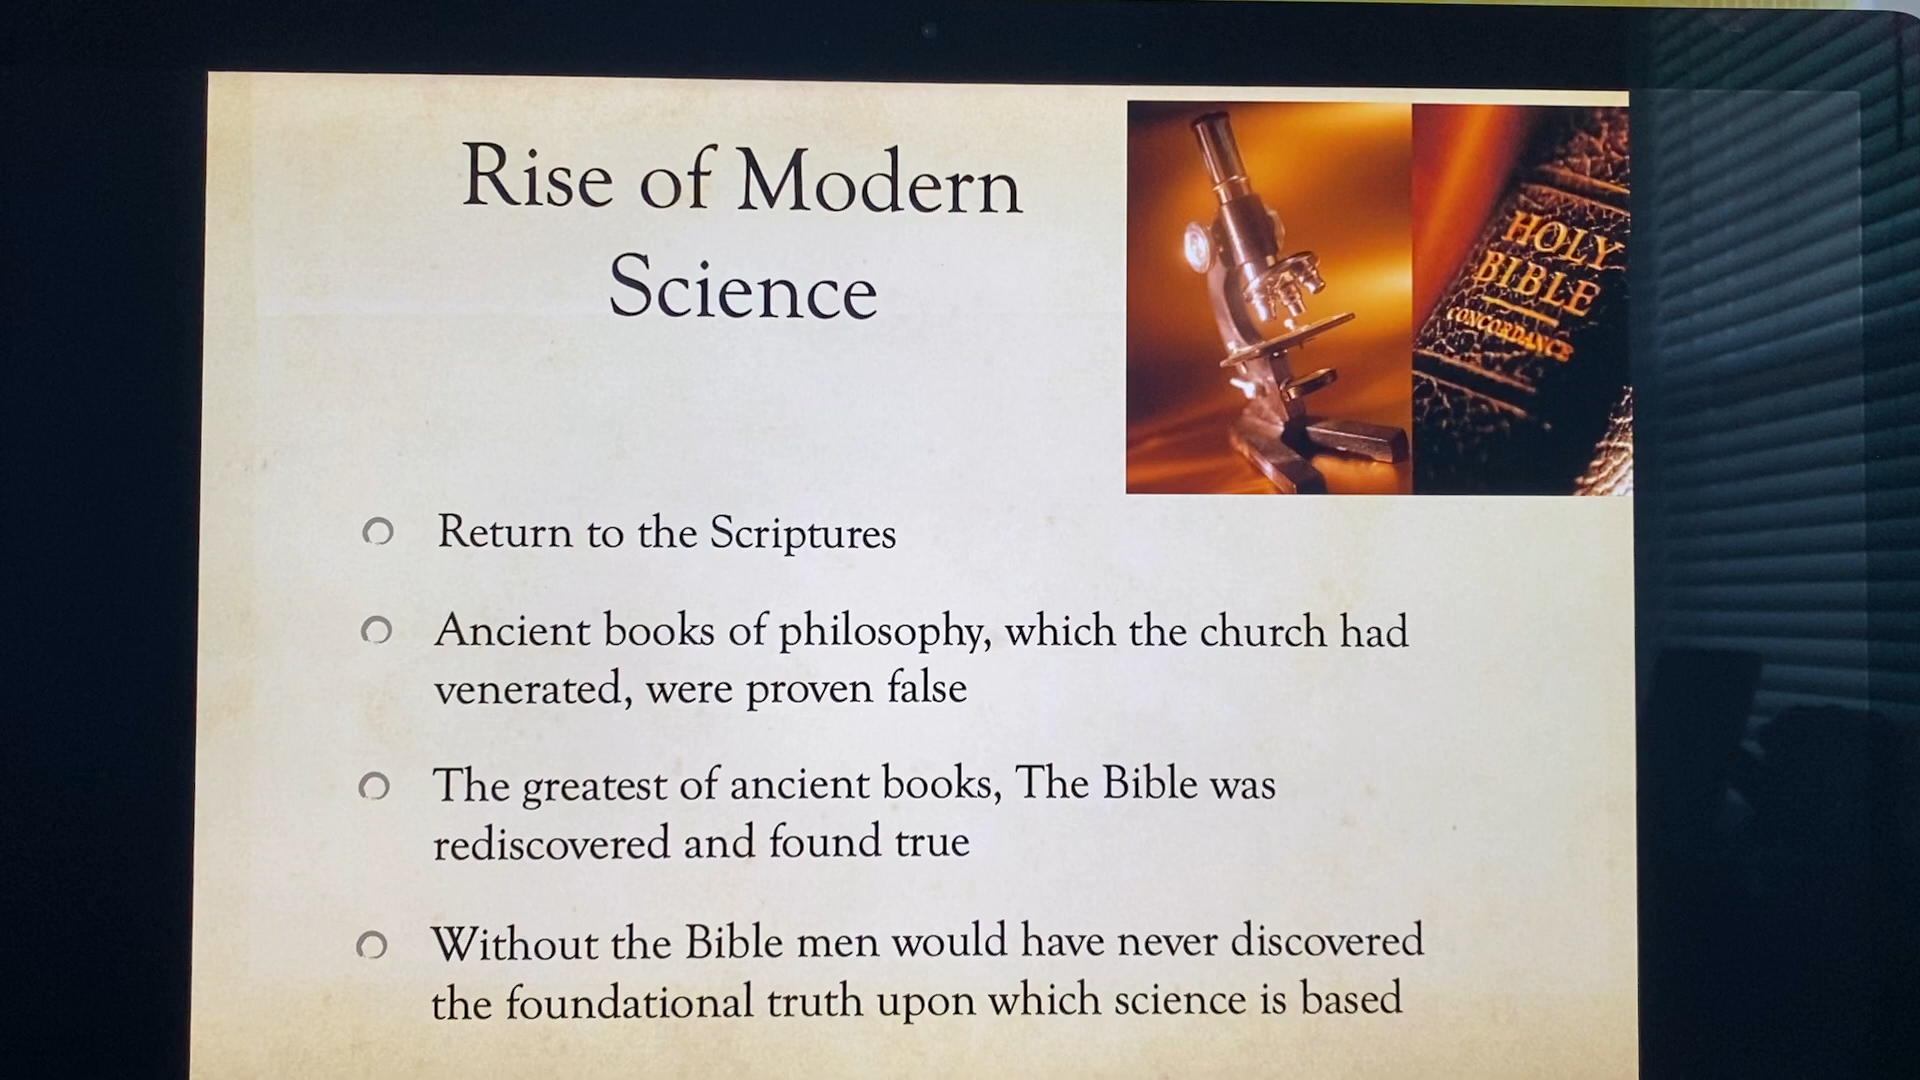 Rise of Modern
Science
HOLY
BIBLE
CONCORDANCE
Return to the Scriptures
Ancient books of philosophy, which the church had
venerated, were proven false
The greatest of ancient books, The Bible was
rediscovered and found true
Without the Bible men would have never discovered
the foundational truth upon which science is based